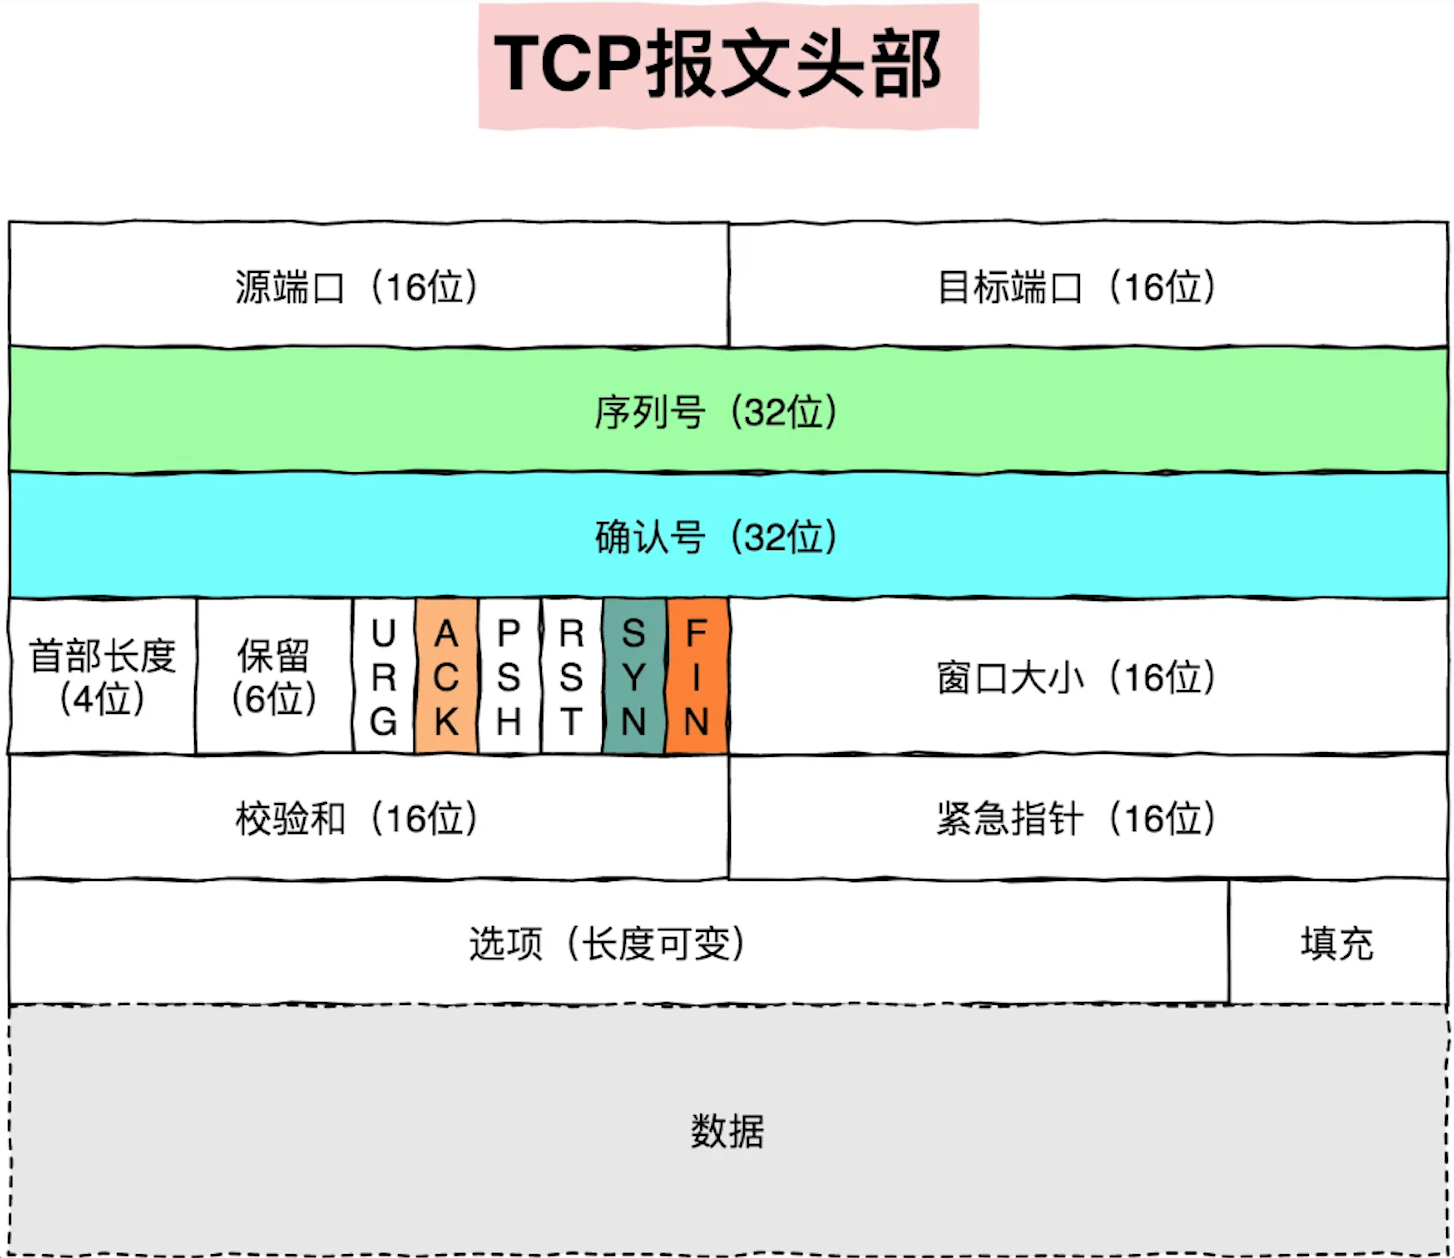 TCP报文头部
源端口（16位）
目标端口（16位）
序列号（32位）
确认号（32位）
首部长度
（4位）
保留
（6位）
URG
ACK
PSH
RST
SYN
FIN
窗口大小（16位）
校验和（16位）
紧急指针（16位）
选项（长度可变）
填充
数据